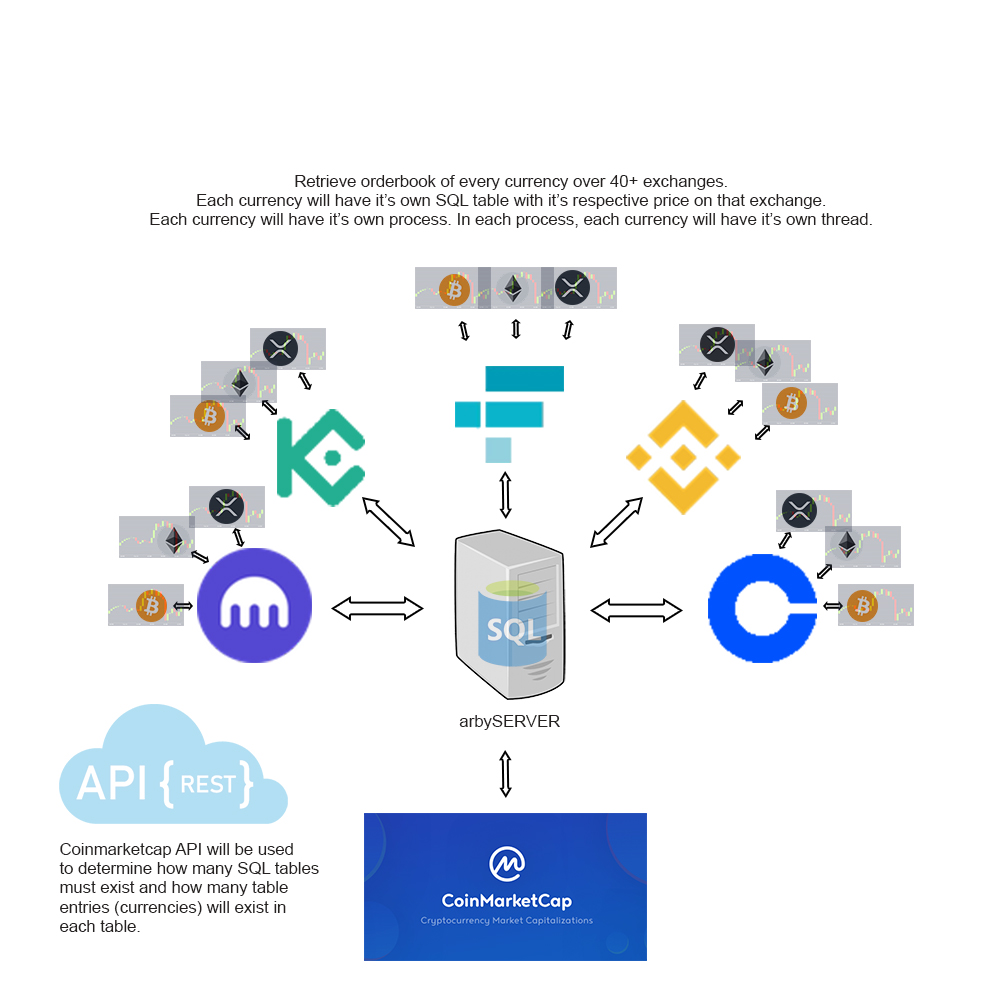 Retrieve orderbook of every currency over 40+ exchanges.
Each currency will have it's own SQL table with it's respective price on that exchange.
Each currency will have it's own process. In each process, each currency will have it's own thread.
SQL
arbySERVER
API { REST }
Coinmarketcap API will be used
to determine how many SQL tables
must exist and how many table
entries (currencies) will exist in
each table.
CoinMarketCap
Cryptocurrency Market Capitalizations